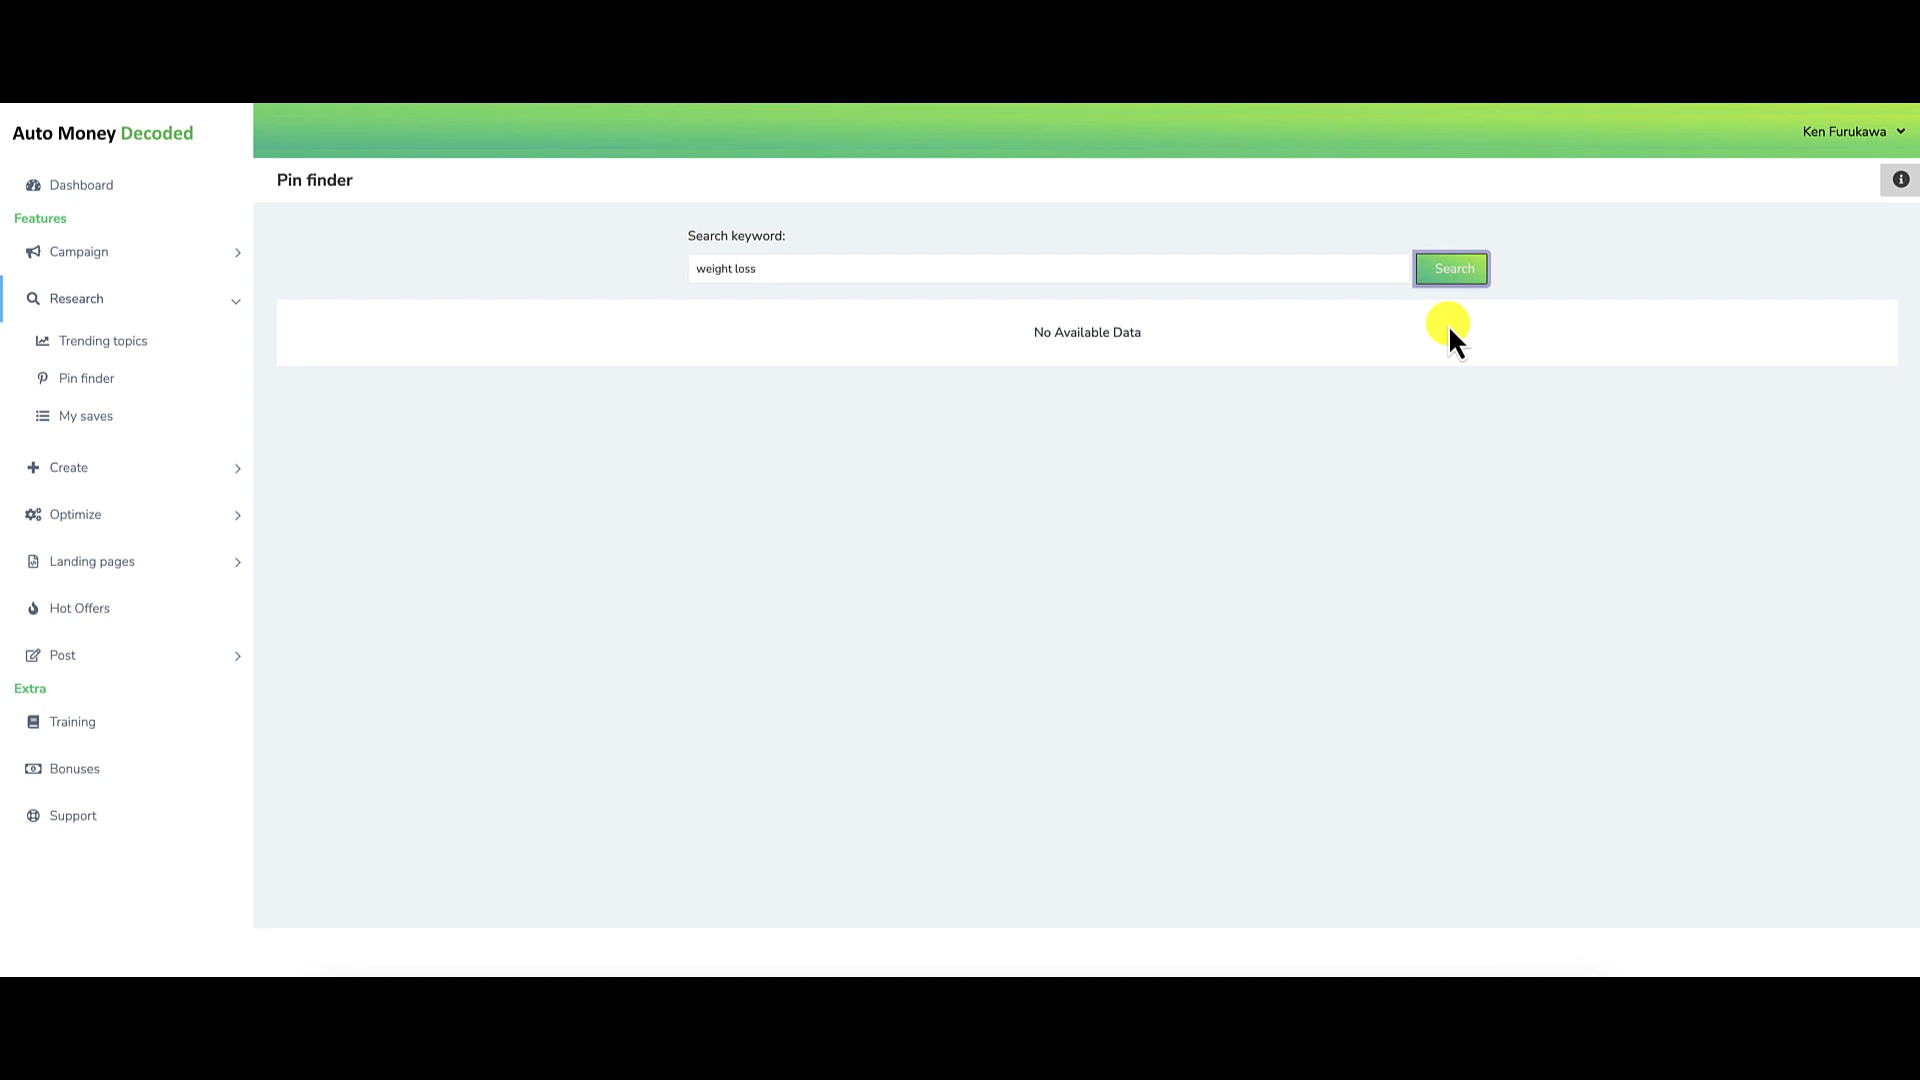 Auto Money Decoded
Ken Furukawa
Dashboard
Features
Campaign
Research
Trending topics
Pin finder
My saves
Create
Optimize
Landing pages
Hot Offers
Post
Extra
Training
Bonuses
Support
Pin finder
Search keyword:
weight loss
Search
No Available Data